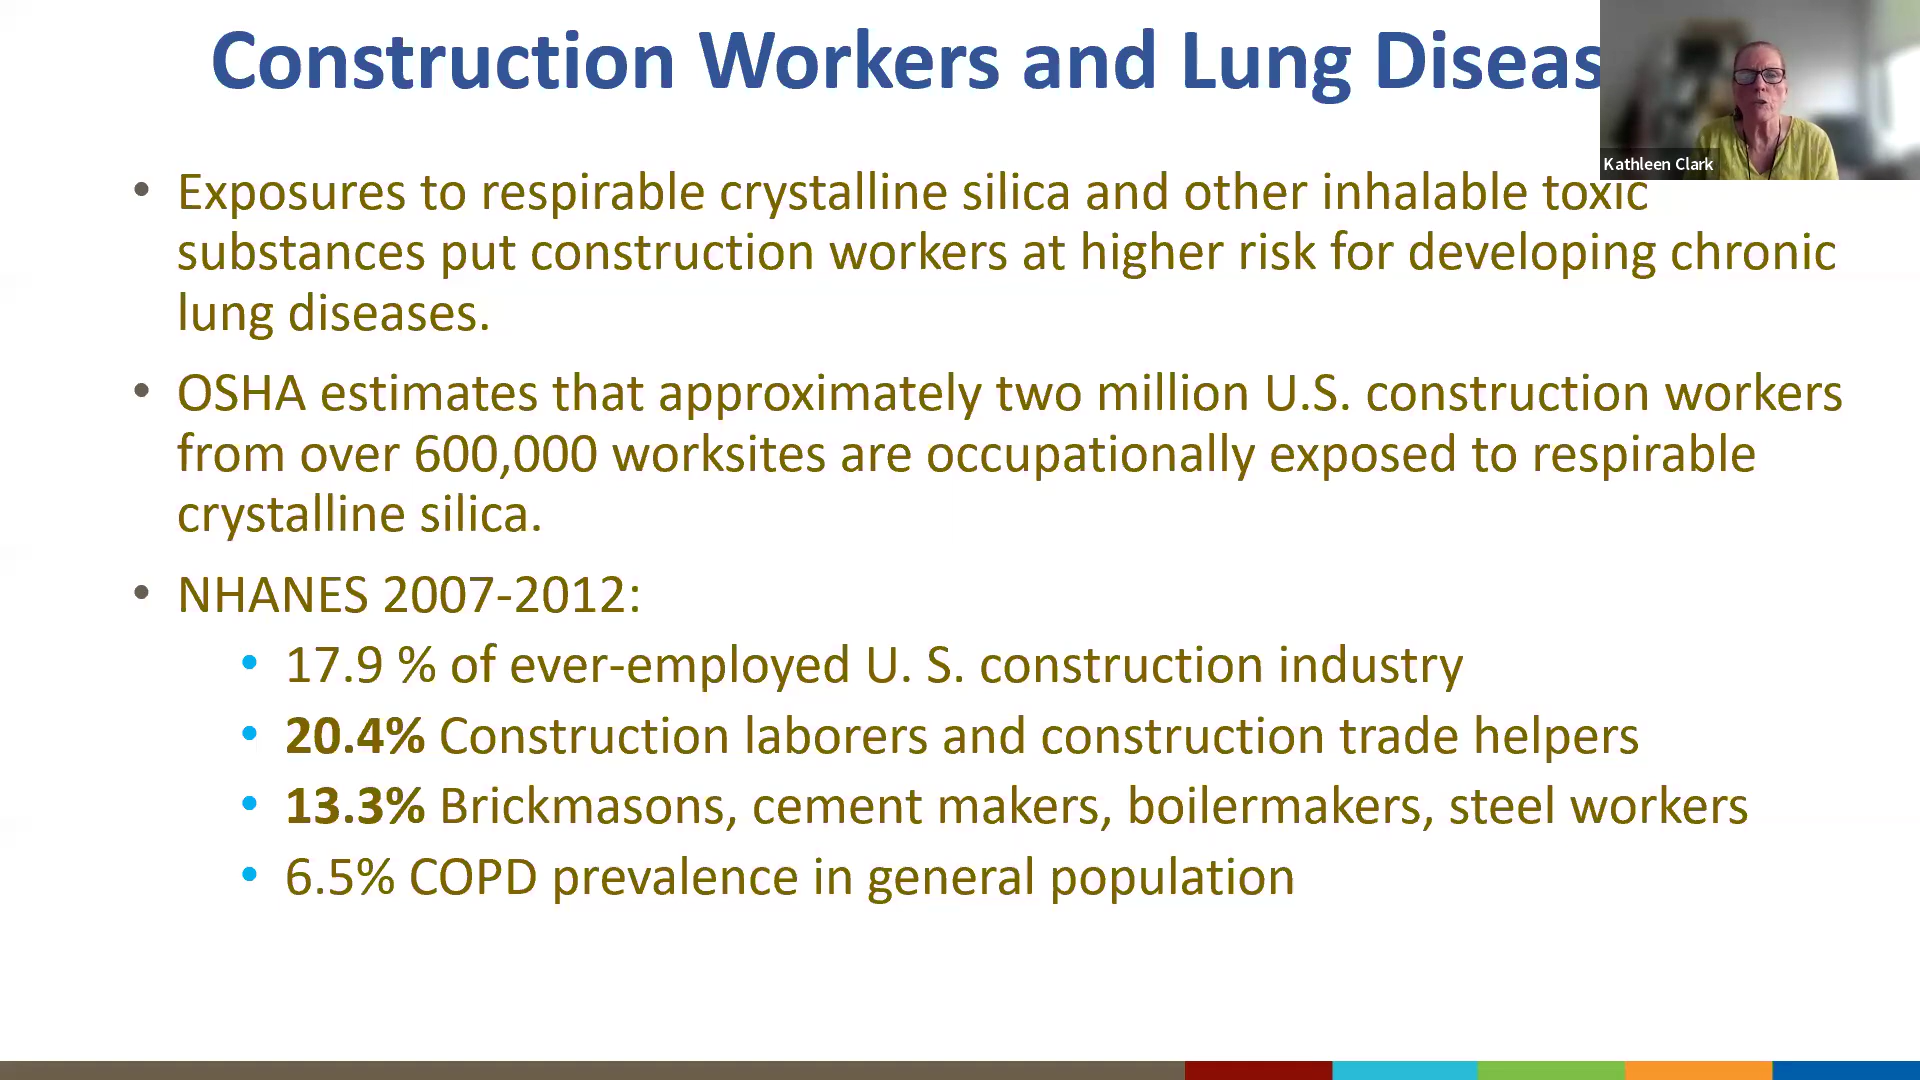 Construction Workers and Lung Diseas
Kathleen Clark
• Exposures to respirable crystalline silica and other inhalable toxic
substances put construction workers at higher risk for developing chronic
lung diseases.
• OSHA estimates that approximately two million U.S. construction workers
from over 600,000 worksites are occupationally exposed to respirable
crystalline silica.
• NHANES 2007-2012:
• 17.9 % of ever-employed U. S. construction industry
• 20.4% Construction laborers and construction trade helpers
• 13.3% Brickmasons, cement makers, boilermakers, steel workers
• 6.5% COPD prevalence in general population